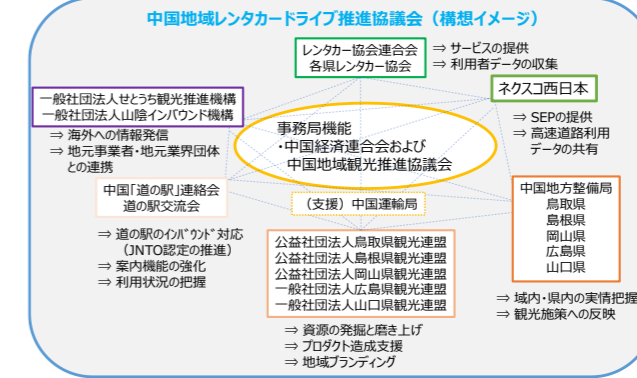 中国地域レンタカードライブ推進協議会（構想イメージ）
レンタカー協会連合会
各県レンタカー協会
⇒ サービスの提供
⇒ 利用者データの収集
一般社団法人せとうち観光推進機構
一般社団法人山陰インバウンド機構
⇒ 海外への情報発信
⇒ 地元事業者・地元業界団体
との連携
ネクスコ西日本
⇒ SEPの提供
⇒ 高速道路利用
データの共有
事務局機能
・中国経済連合会および
中国地域観光推進協議会
中国「道の駅」連絡会
道の駅交流会
⇒ 道の駅のインバウンド対応
（JNTO認定の推進）
⇒ 案内機能の強化
⇒ 利用状況の把握
（支援）中国運輸局
公益社団法人鳥取県観光連盟
公益社団法人島根県観光連盟
公益社団法人岡山県観光連盟
一般社団法人広島県観光連盟
一般社団法人山口県観光連盟
⇒ 資源の発掘と磨き上げ
⇒ プロダクト造成支援
⇒ 地域ブランディング
中国地方整備局
鳥取県
島根県
岡山県
広島県
山口県
⇒ 域内・県内の実情把握
⇒ 観光施策への反映